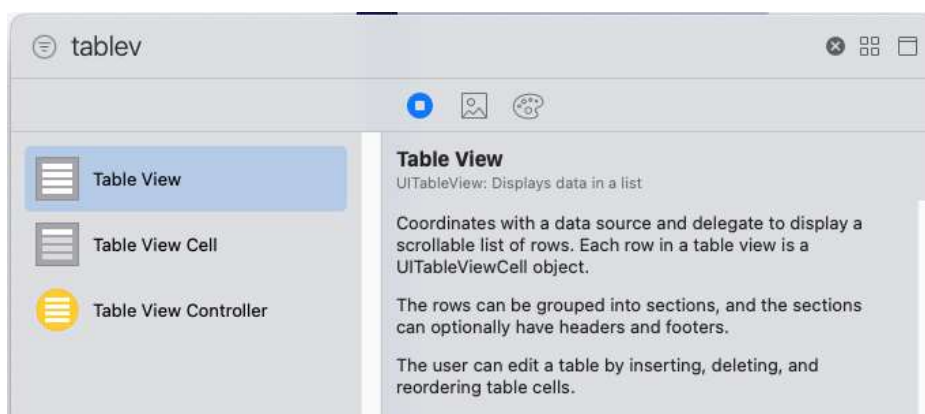 tablev
Table View
Table View Cell
Table View Controller
Table View
UITableView: Displays data in a list
Coordinates with a data source and delegate to display a
scrollable list of rows. Each row in a table view is a
UITableViewCell object.
The rows can be grouped into sections, and the sections
can optionally have headers and footers.
The user can edit a table by inserting, deleting, and
reordering table cells.